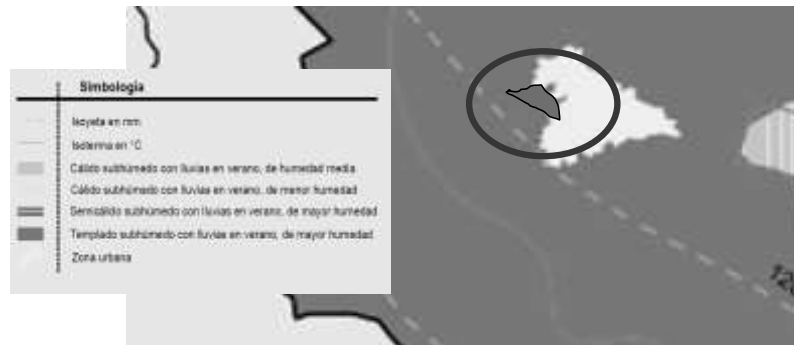 Simbología
Isoyeta en mm
Isoterma en °C
Cálido subhúmedo con lluvias en verano, de humedad media
Cálido subhúmedo con lluvias en verano, de menor humedad
Semicálido subhúmedo con lluvias en verano, de mayor humedad
Templado subhúmedo con lluvias en verano, de mayor humedad
Zona urbana